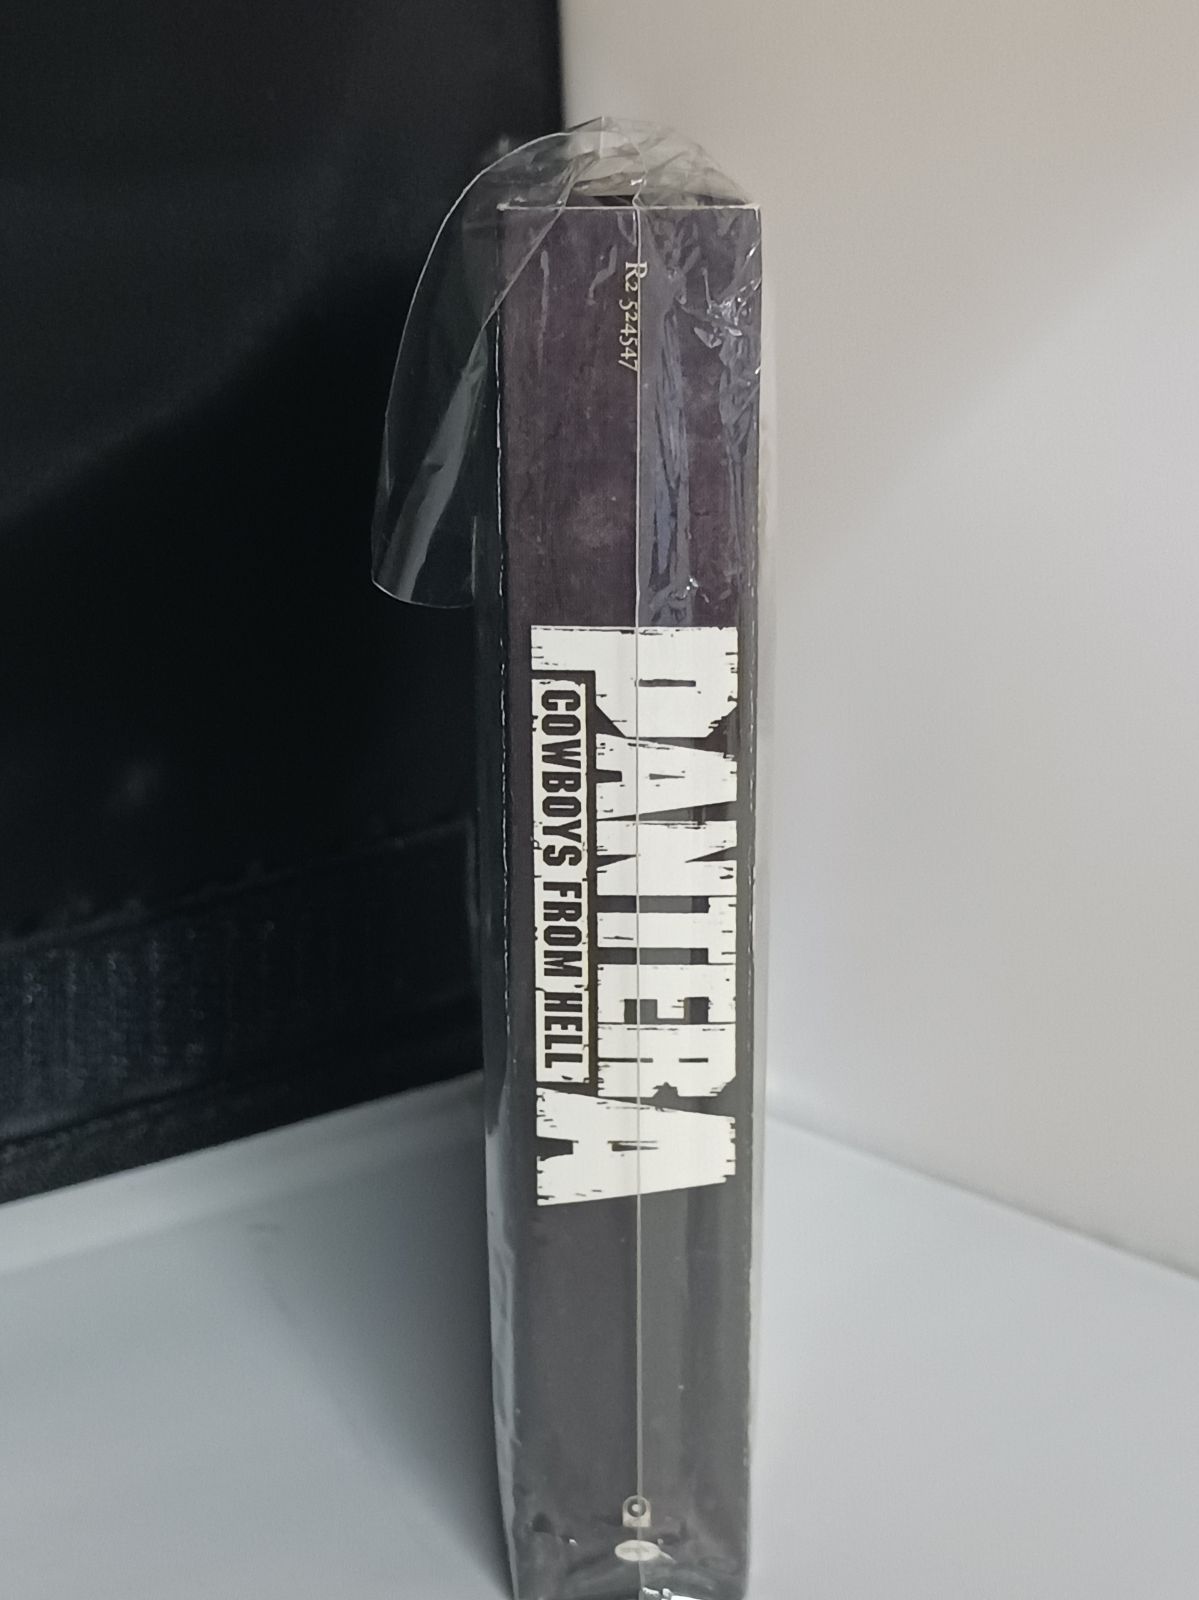 R2 524547
PANTERA
COWBOYS FROM HELL